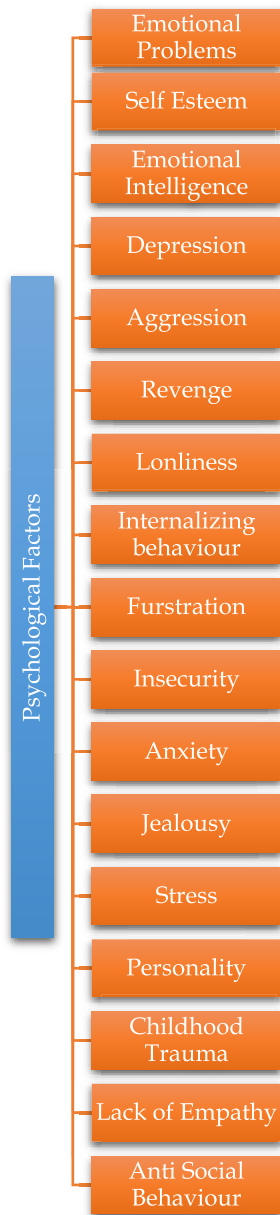 Psychological Factors
Emotional
Problems
Self Esteem
Emotional
Intelligence
Depression
Aggression
Revenge
Lonliness
Internalizing
behaviour
Furstration
Insecurity
Anxiety
Jealousy
Stress
Personality
Childhood
Trauma
Lack of Empathy
Anti Social
Behaviour